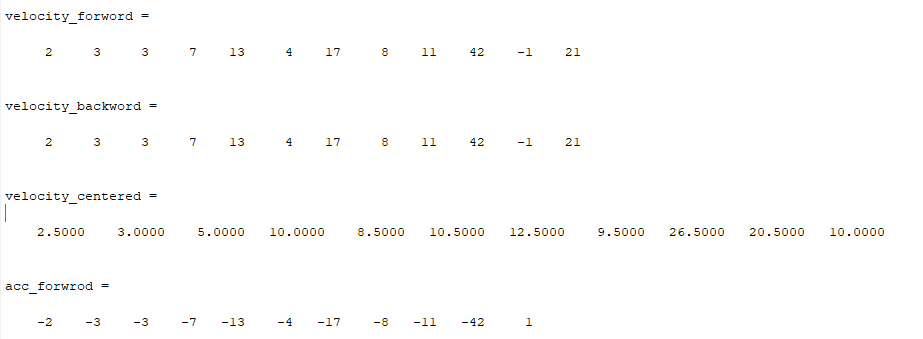 velocity_forword =
2 3 3 7 13 4 17 8 11 42 -1 21
velocity_backword =
2 3 3 7 13 4 17 8 11 42 -1 21
velocity_centered =
2.5000 3.0000 5.0000 10.0000 8.5000 10.5000 12.5000 9.5000 26.5000 20.5000 10.0000
acc_forwrod =
-2 -3 -3 -7 -13 -4 -17 -8 -11 -42 1